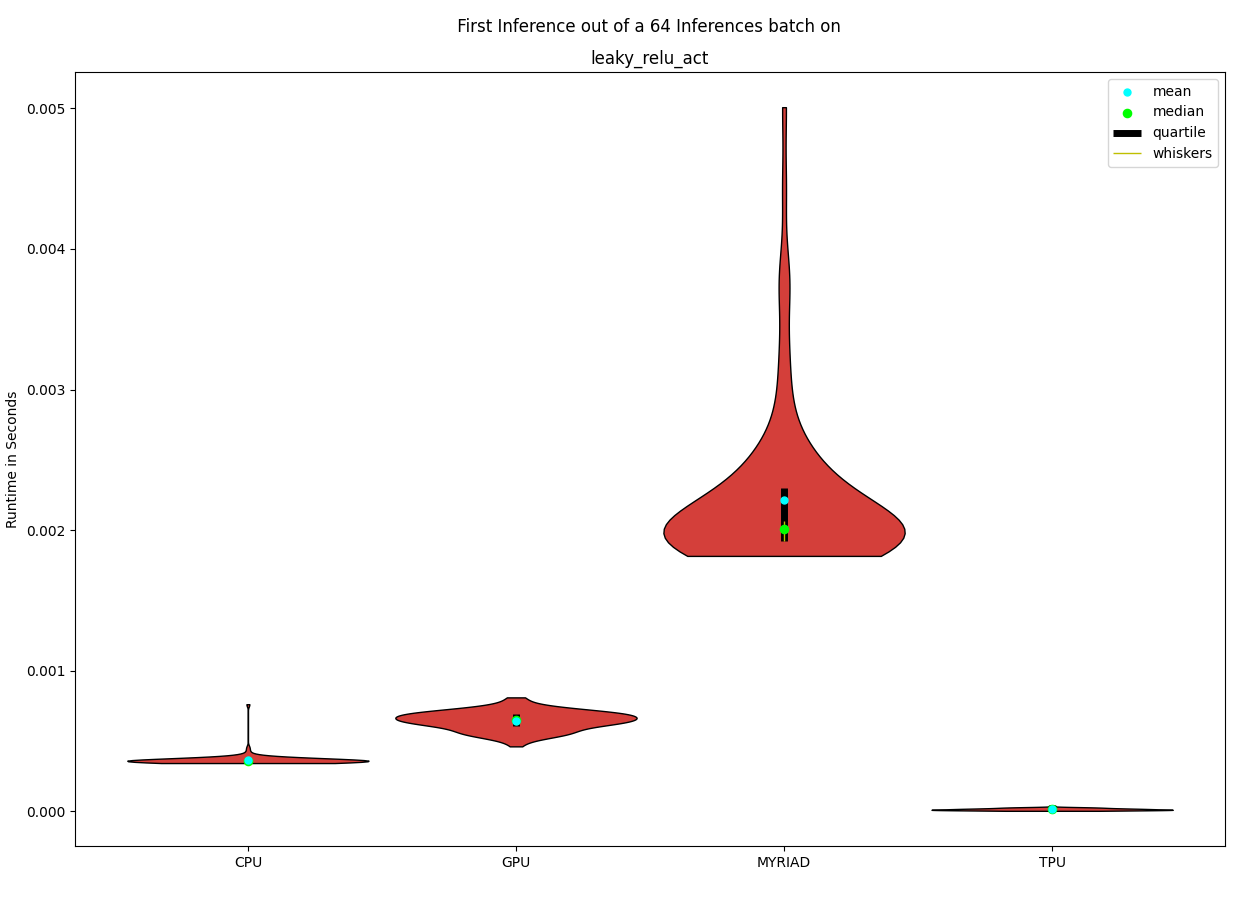 First Inference out of a 64 Inferences batch on
leaky_relu_act
mean
median
quartile
whiskers
Runtime in Seconds
0.005
0.004
0.003
0.002
0.001
0.000
CPU GPU MYRIAD TPU